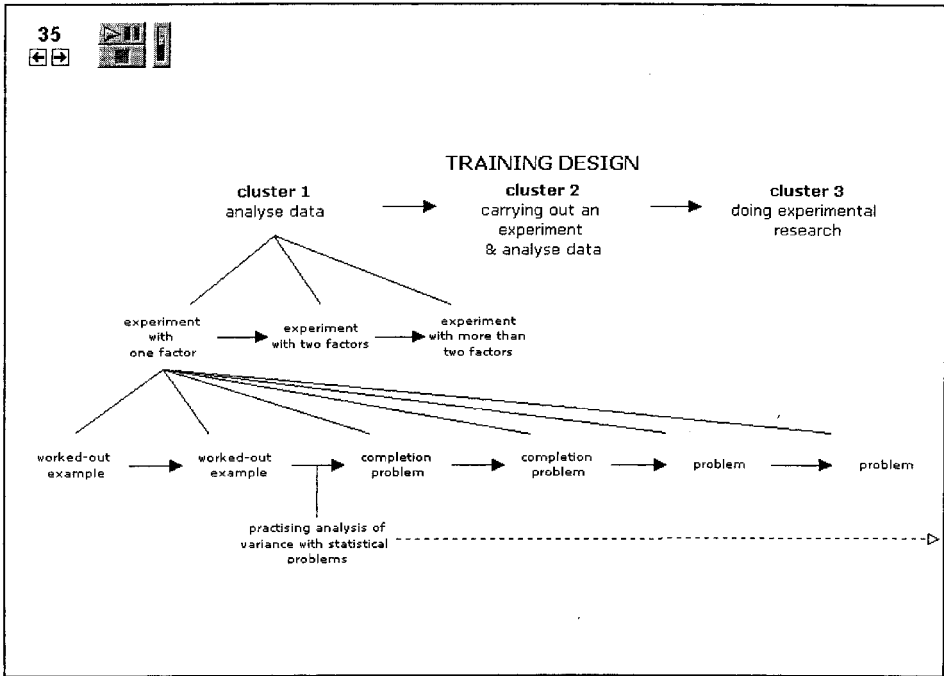 35
TRAINING DESIGN
cluster 1
analyse data
cluster 2
carrying out an
experiment
& analyse data
cluster 3
doing experimental
research
experiment
with
one factor
experiment
with two factors
experiment
with more than
two factors
worked-out
example
worked-out
example
completion
problem
completion
problem
problem
problem
practising analysis of
variance with statistical
problems